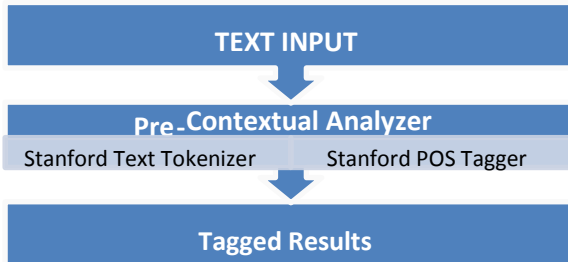 TEXT INPUT
Pre-Contextual Analyzer
Stanford Text Tokenizer Stanford POS Tagger
Tagged Results